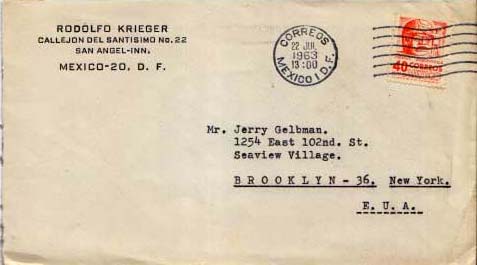 RODOLFO KRIEGER
CALLEJON DEL SANTISIMO No. 22
SAN ANGEL-INN.
MEXICO-20, D. F.
CORREOS
22 JUL
1963
13:00
MEXICO 1 D.F.
40 CORREOS
Mr. Jerry Gelbman.
1254 East 102nd. St.
Seaview Village.
BROOKLYN - 36, New York.
E. U. A.